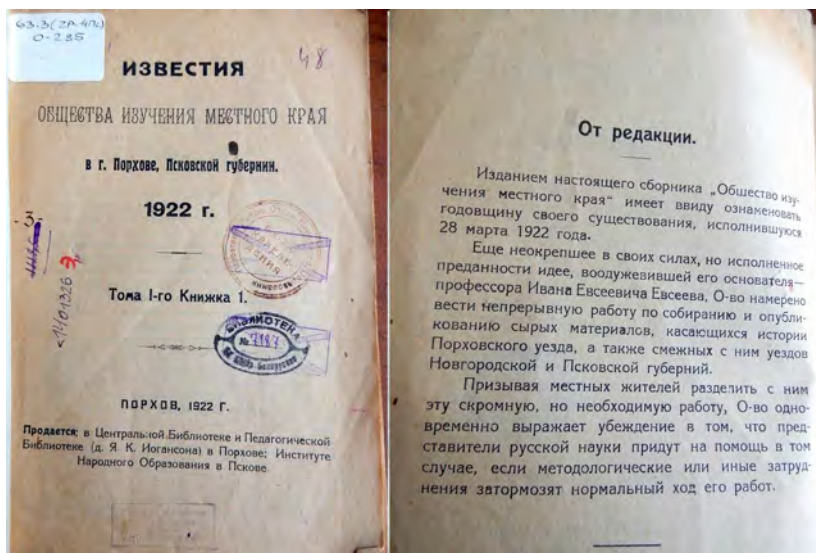 63.3(2Р-4Пс)
О-285
48
ИЗВЕСТИЯ
ОБЩЕСТВА ИЗУЧЕНИЯ МЕСТНОГО КРАЯ
в г. Порхове, Псковской губернии.
1922 г.
Тома I-го Книжка 1.
БИБЛИОТЕКА
№ 7187
ПОРХОВ, 1922 Г.
Продается: в Центральной Библиотеке и Педагогической
Библиотеке (д. Я. К. Иогансона) в Порхове; Институте
Народного Образования в Пскове.
От редакции.
Изданием настоящего сборника „Общество изу-
чения местного края" имеет ввиду ознаменовать
годовщину своего существования, исполнившуюся
28 марта 1922 года.
Еще неокрепшее в своих силах, но исполненное
преданности идее, воодужевившей его основателя—
профессора Ивана Евсеевича Евсеева, О-во намерено
вести непрерывную работу по собиранию и опубли-
кованию сырых материалов, касающихся истории
Порховского уезда, а также смежных с ним уездов
Новгородской и Псковской губерний.
Призывая местных жителей разделить с ним
эту скромную, но необходимую работу, О-во одно-
временно выражает убеждение в том, что пред-
ставители русской науки придут на помощь в том
случае, если методологические или иные затруд-
нения затормозят нормальный ход его работ.